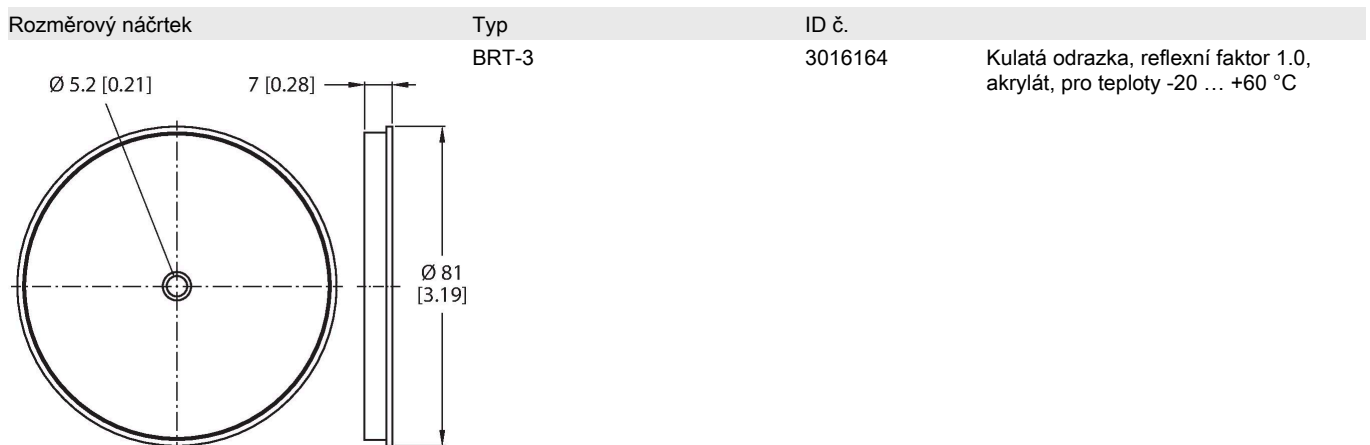 Rozměrový náčrtek Typ ID č.
BRT-3 3016164 Kulatá odrazka, reflexní faktor 1.0,
akrylát, pro teploty -20 … +60 °C
Ø 5.2 [0.21] 7 [0.28]
Ø 81
[3.19]